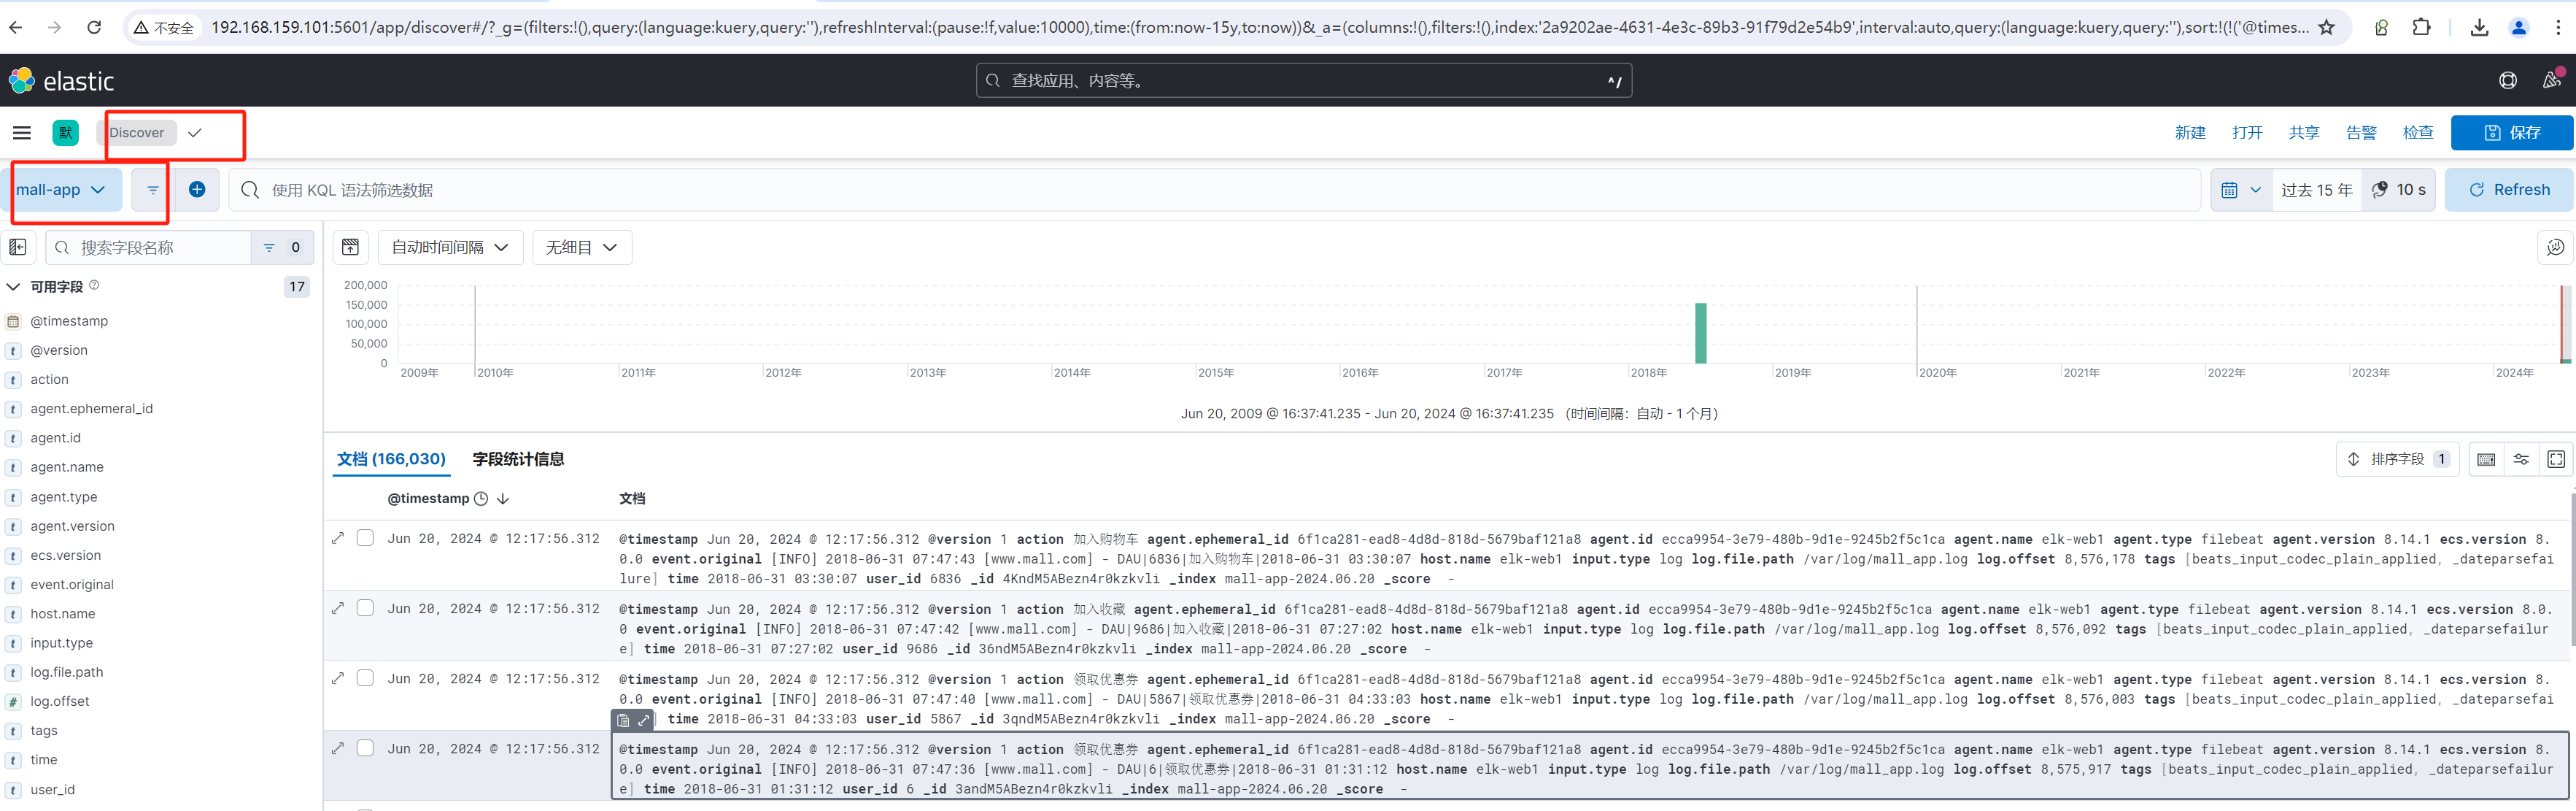 不安全 192.168.159.101:5601/app/discover#/?_g=(filters:!(),query:(language:kuery,query:''),refreshInterval:(pause:!f,value:10000),time:(from:now-15y,to:now))&_a=(columns:!(),filters:!(),index:'2a9202ae-4631-4e3c-89b3-91f79d2e54b9',interval:auto,query:(language:kuery,query:''),sort:!(!('@times...
elastic 查找应用、内容等。 ^/
默 Discover 新建 打开 共享 告警 检查 保存
mall-app 使用 KQL 语法筛选数据 过去 15 年 10 s Refresh
搜索字段名称 0 自动时间间隔 无细目
可用字段 17
@timestamp
@version
action
agent.ephemeral_id
agent.id
agent.name
agent.type
agent.version
ecs.version
event.original
host.name
input.type
log.file.path
# log.offset
tags
time
user_id
200,000
150,000
100,000
50,000
0
2009年 2010年 2011年 2012年 2013年 2014年 2015年 2016年 2017年 2018年 2019年 2020年 2021年 2022年 2023年 2024年
Jun 20, 2009 @ 16:37:41.235 - Jun 20, 2024 @ 16:37:41.235 （时间间隔：自动 - 1 个月）
文档 (166,030) 字段统计信息 排序字段 1
@timestamp 文档
Jun 20, 2024 @ 12:17:56.312 @timestamp Jun 20, 2024 @ 12:17:56.312 @version 1 action 加入购物车 agent.ephemeral_id 6f1ca281-ead8-4d8d-818d-5679baf121a8 agent.id ecca9954-3e79-480b-9d1e-9245b2f5c1ca agent.name elk-web1 agent.type filebeat agent.version 8.14.1 ecs.version 8.
0.0 event.original [INFO] 2018-06-31 07:47:43 [www.mall.com] - DAU|6836|加入购物车|2018-06-31 03:30:07 host.name elk-web1 input.type log log.file.path /var/log/mall_app.log log.offset 8,576,178 tags [beats_input_codec_plain_applied, _dateparsefai
lure] time 2018-06-31 03:30:07 user_id 6836 _id 4KndM5ABezn4r0kzkvli _index mall-app-2024.06.20 _score -
Jun 20, 2024 @ 12:17:56.312 @timestamp Jun 20, 2024 @ 12:17:56.312 @version 1 action 加入收藏 agent.ephemeral_id 6f1ca281-ead8-4d8d-818d-5679baf121a8 agent.id ecca9954-3e79-480b-9d1e-9245b2f5c1ca agent.name elk-web1 agent.type filebeat agent.version 8.14.1 ecs.version 8.0.
0 event.original [INFO] 2018-06-31 07:47:42 [www.mall.com] - DAU|9686|加入收藏|2018-06-31 07:27:02 host.name elk-web1 input.type log log.file.path /var/log/mall_app.log log.offset 8,576,092 tags [beats_input_codec_plain_applied, _dateparsefailur
e] time 2018-06-31 07:27:02 user_id 9686 _id 36ndM5ABezn4r0kzkvli _index mall-app-2024.06.20 _score -
Jun 20, 2024 @ 12:17:56.312 @timestamp Jun 20, 2024 @ 12:17:56.312 @version 1 action 领取优惠券 agent.ephemeral_id 6f1ca281-ead8-4d8d-818d-5679baf121a8 agent.id ecca9954-3e79-480b-9d1e-9245b2f5c1ca agent.name elk-web1 agent.type filebeat agent.version 8.14.1 ecs.version 8.
0.0 event.original [INFO] 2018-06-31 07:47:40 [www.mall.com] - DAU|5867|领取优惠券|2018-06-31 04:33:03 host.name elk-web1 input.type log log.file.path /var/log/mall_app.log log.offset 8,576,003 tags [beats_input_codec_plain_applied, _dateparsefai
] time 2018-06-31 04:33:03 user_id 5867 _id 3qndM5ABezn4r0kzkvli _index mall-app-2024.06.20 _score -
Jun 20, 2024 @ 12:17:56.312 @timestamp Jun 20, 2024 @ 12:17:56.312 @version 1 action 领取优惠券 agent.ephemeral_id 6f1ca281-ead8-4d8d-818d-5679baf121a8 agent.id ecca9954-3e79-480b-9d1e-9245b2f5c1ca agent.name elk-web1 agent.type filebeat agent.version 8.14.1 ecs.version 8.
0.0 event.original [INFO] 2018-06-31 07:47:36 [www.mall.com] - DAU|6|领取优惠券|2018-06-31 01:31:12 host.name elk-web1 input.type log log.file.path /var/log/mall_app.log log.offset 8,575,917 tags [beats_input_codec_plain_applied, _dateparsefailur
e] time 2018-06-31 01:31:12 user_id 6 _id 3andM5ABezn4r0kzkvli _index mall-app-2024.06.20 _score -